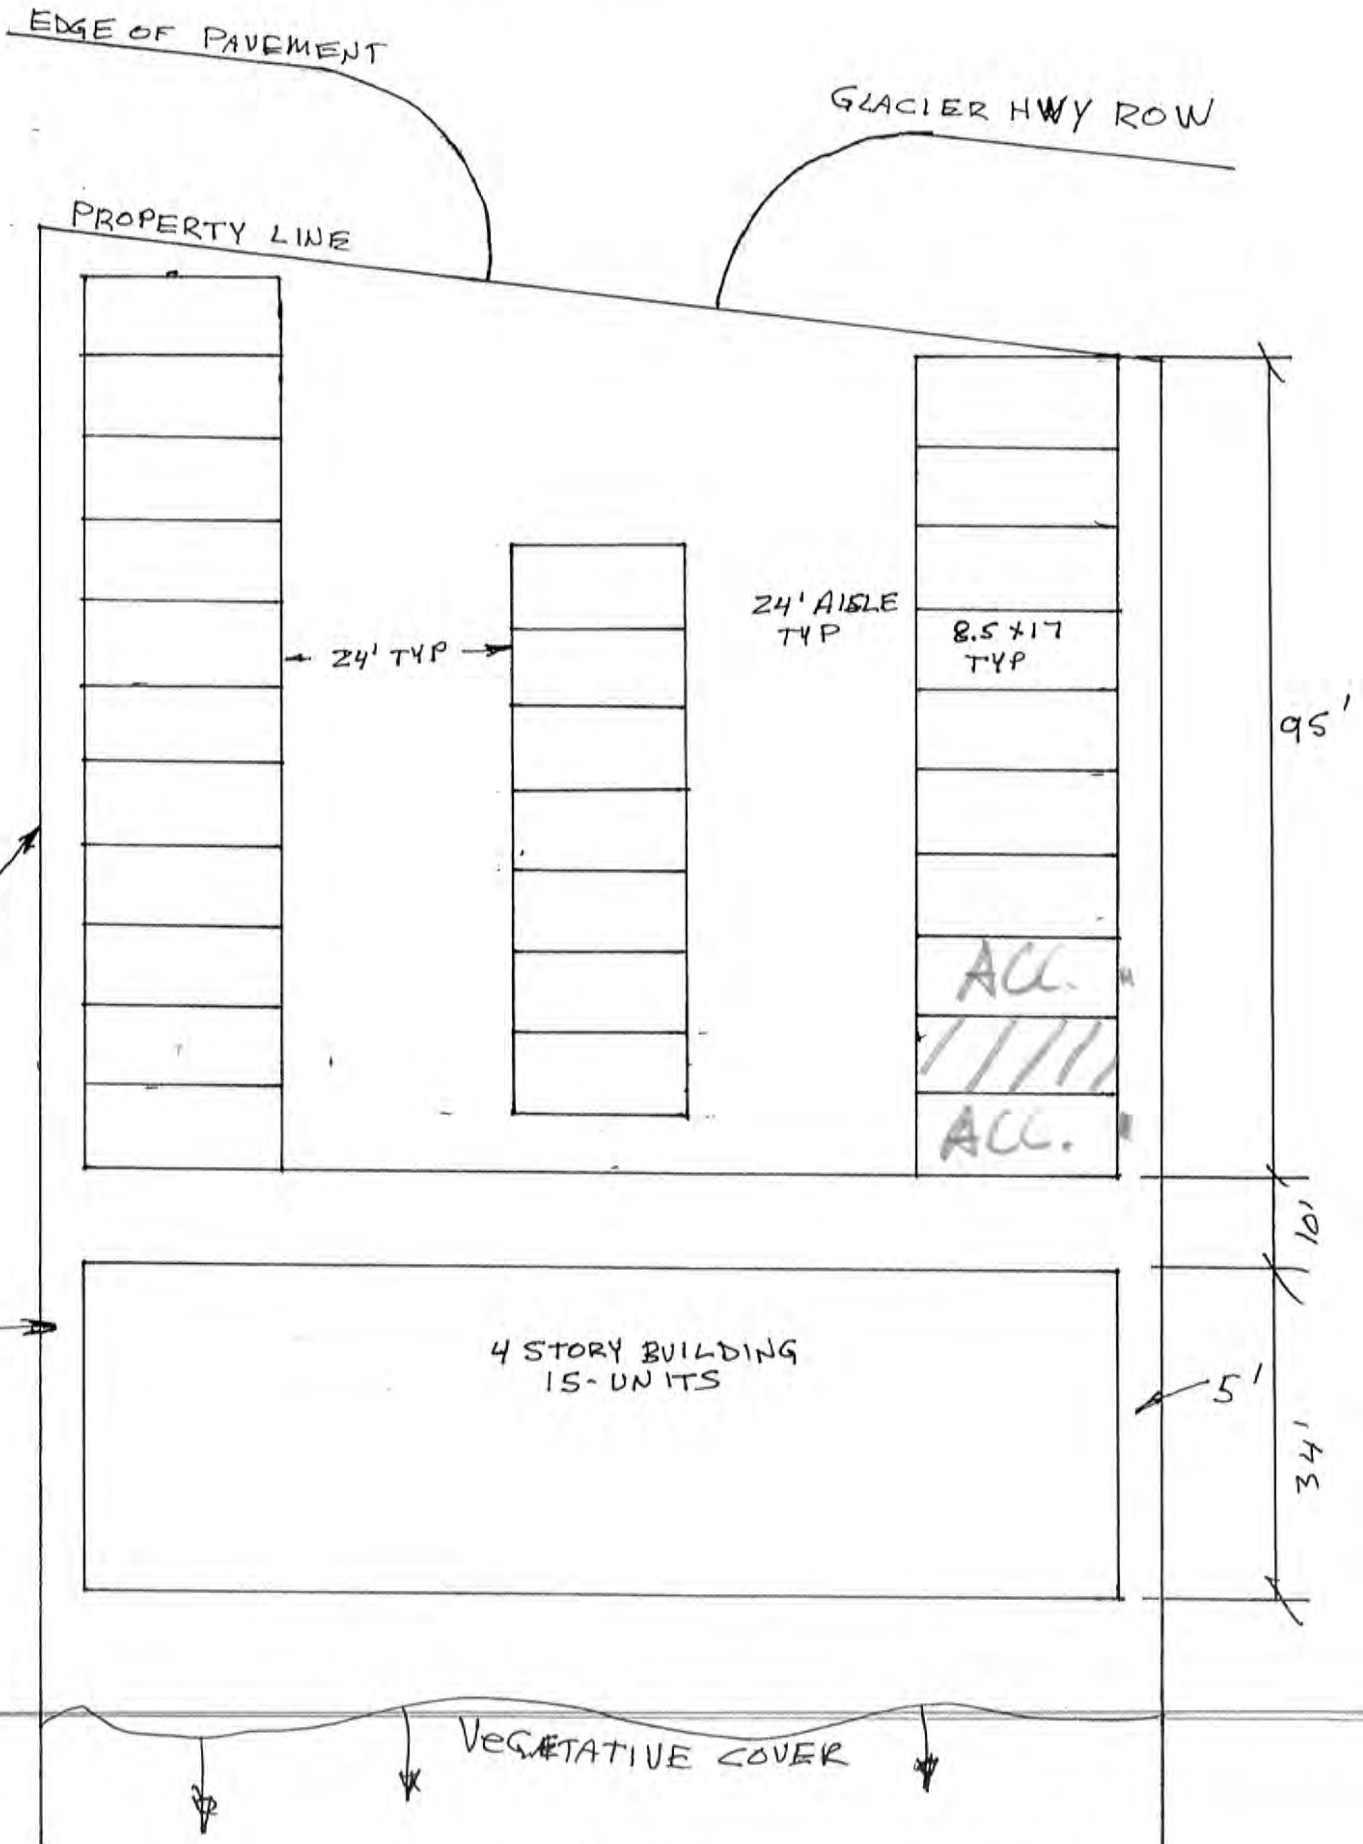 EDGE OF PAVEMENT
GLACIER HWY ROW
PROPERTY LINE
24' AISLE
TYP
8.5 x 17
TYP
24' TYP
95'
ACC.
ACC.
10'
4 STORY BUILDING
15-UNITS
5'
34'
VEGETATIVE COVER